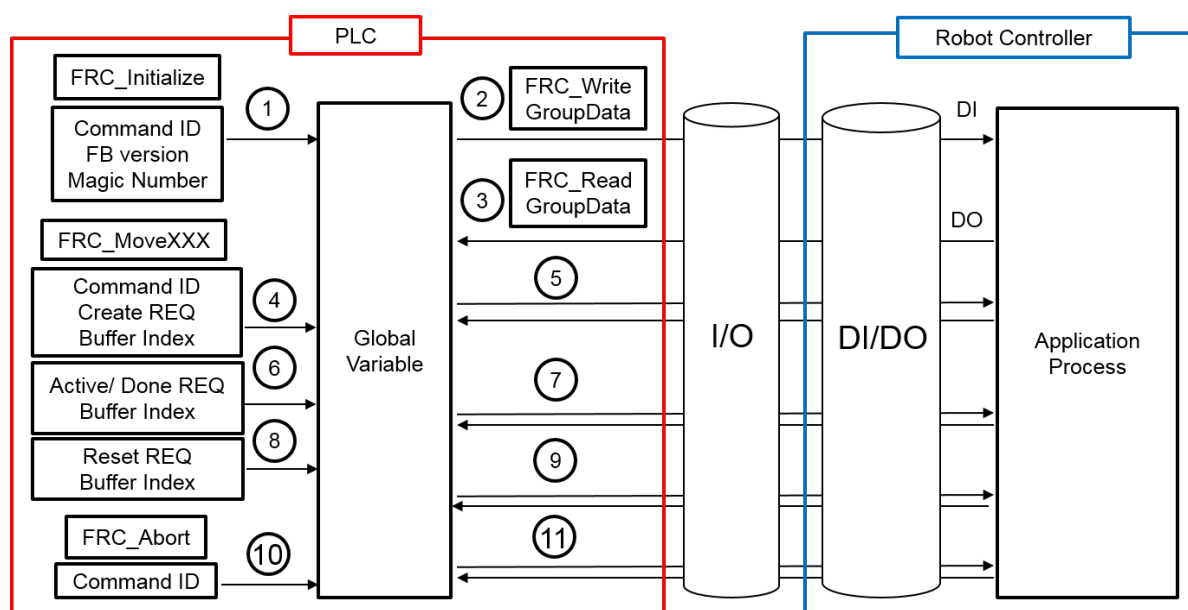 PLC
Robot Controller
FRC_Initialize
Command ID
FB version
Magic Number
1
2
FRC_Write
GroupData
DI
3
FRC_Read
GroupData
DO
FRC_MoveXXX
Command ID
Create REQ
Buffer Index
4
5
Global
Variable
I/O
DI/DO
Application
Process
Active/ Done REQ
Buffer Index
6
7
Reset REQ
Buffer Index
8
9
FRC_Abort
Command ID
10
11